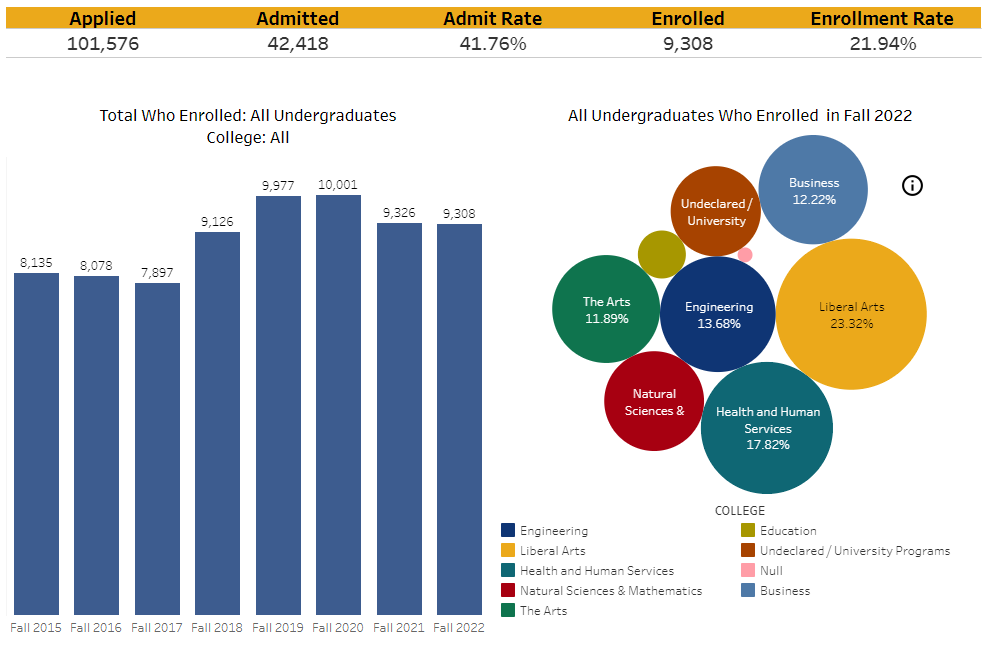 Applied Admitted Admit Rate Enrolled Enrollment Rate
101,576 42,418 41.76% 9,308 21.94%
Total Who Enrolled: All Undergraduates
College: All
9,977 10,001
9,326 9,308
9,126
8,135 8,078 7,897
Fall 2015 Fall 2016 Fall 2017 Fall 2018 Fall 2019 Fall 2020 Fall 2021 Fall 2022
All Undergraduates Who Enrolled in Fall 2022
i
Business
12.22%
Undeclared /
University
The Arts
11.89%
Engineering
13.68%
Liberal Arts
23.32%
Natural
Sciences &
Health and Human
Services
17.82%
COLLEGE
Engineering
Liberal Arts
Health and Human Services
Natural Sciences & Mathematics
The Arts
Education
Undeclared / University Programs
Null
Business